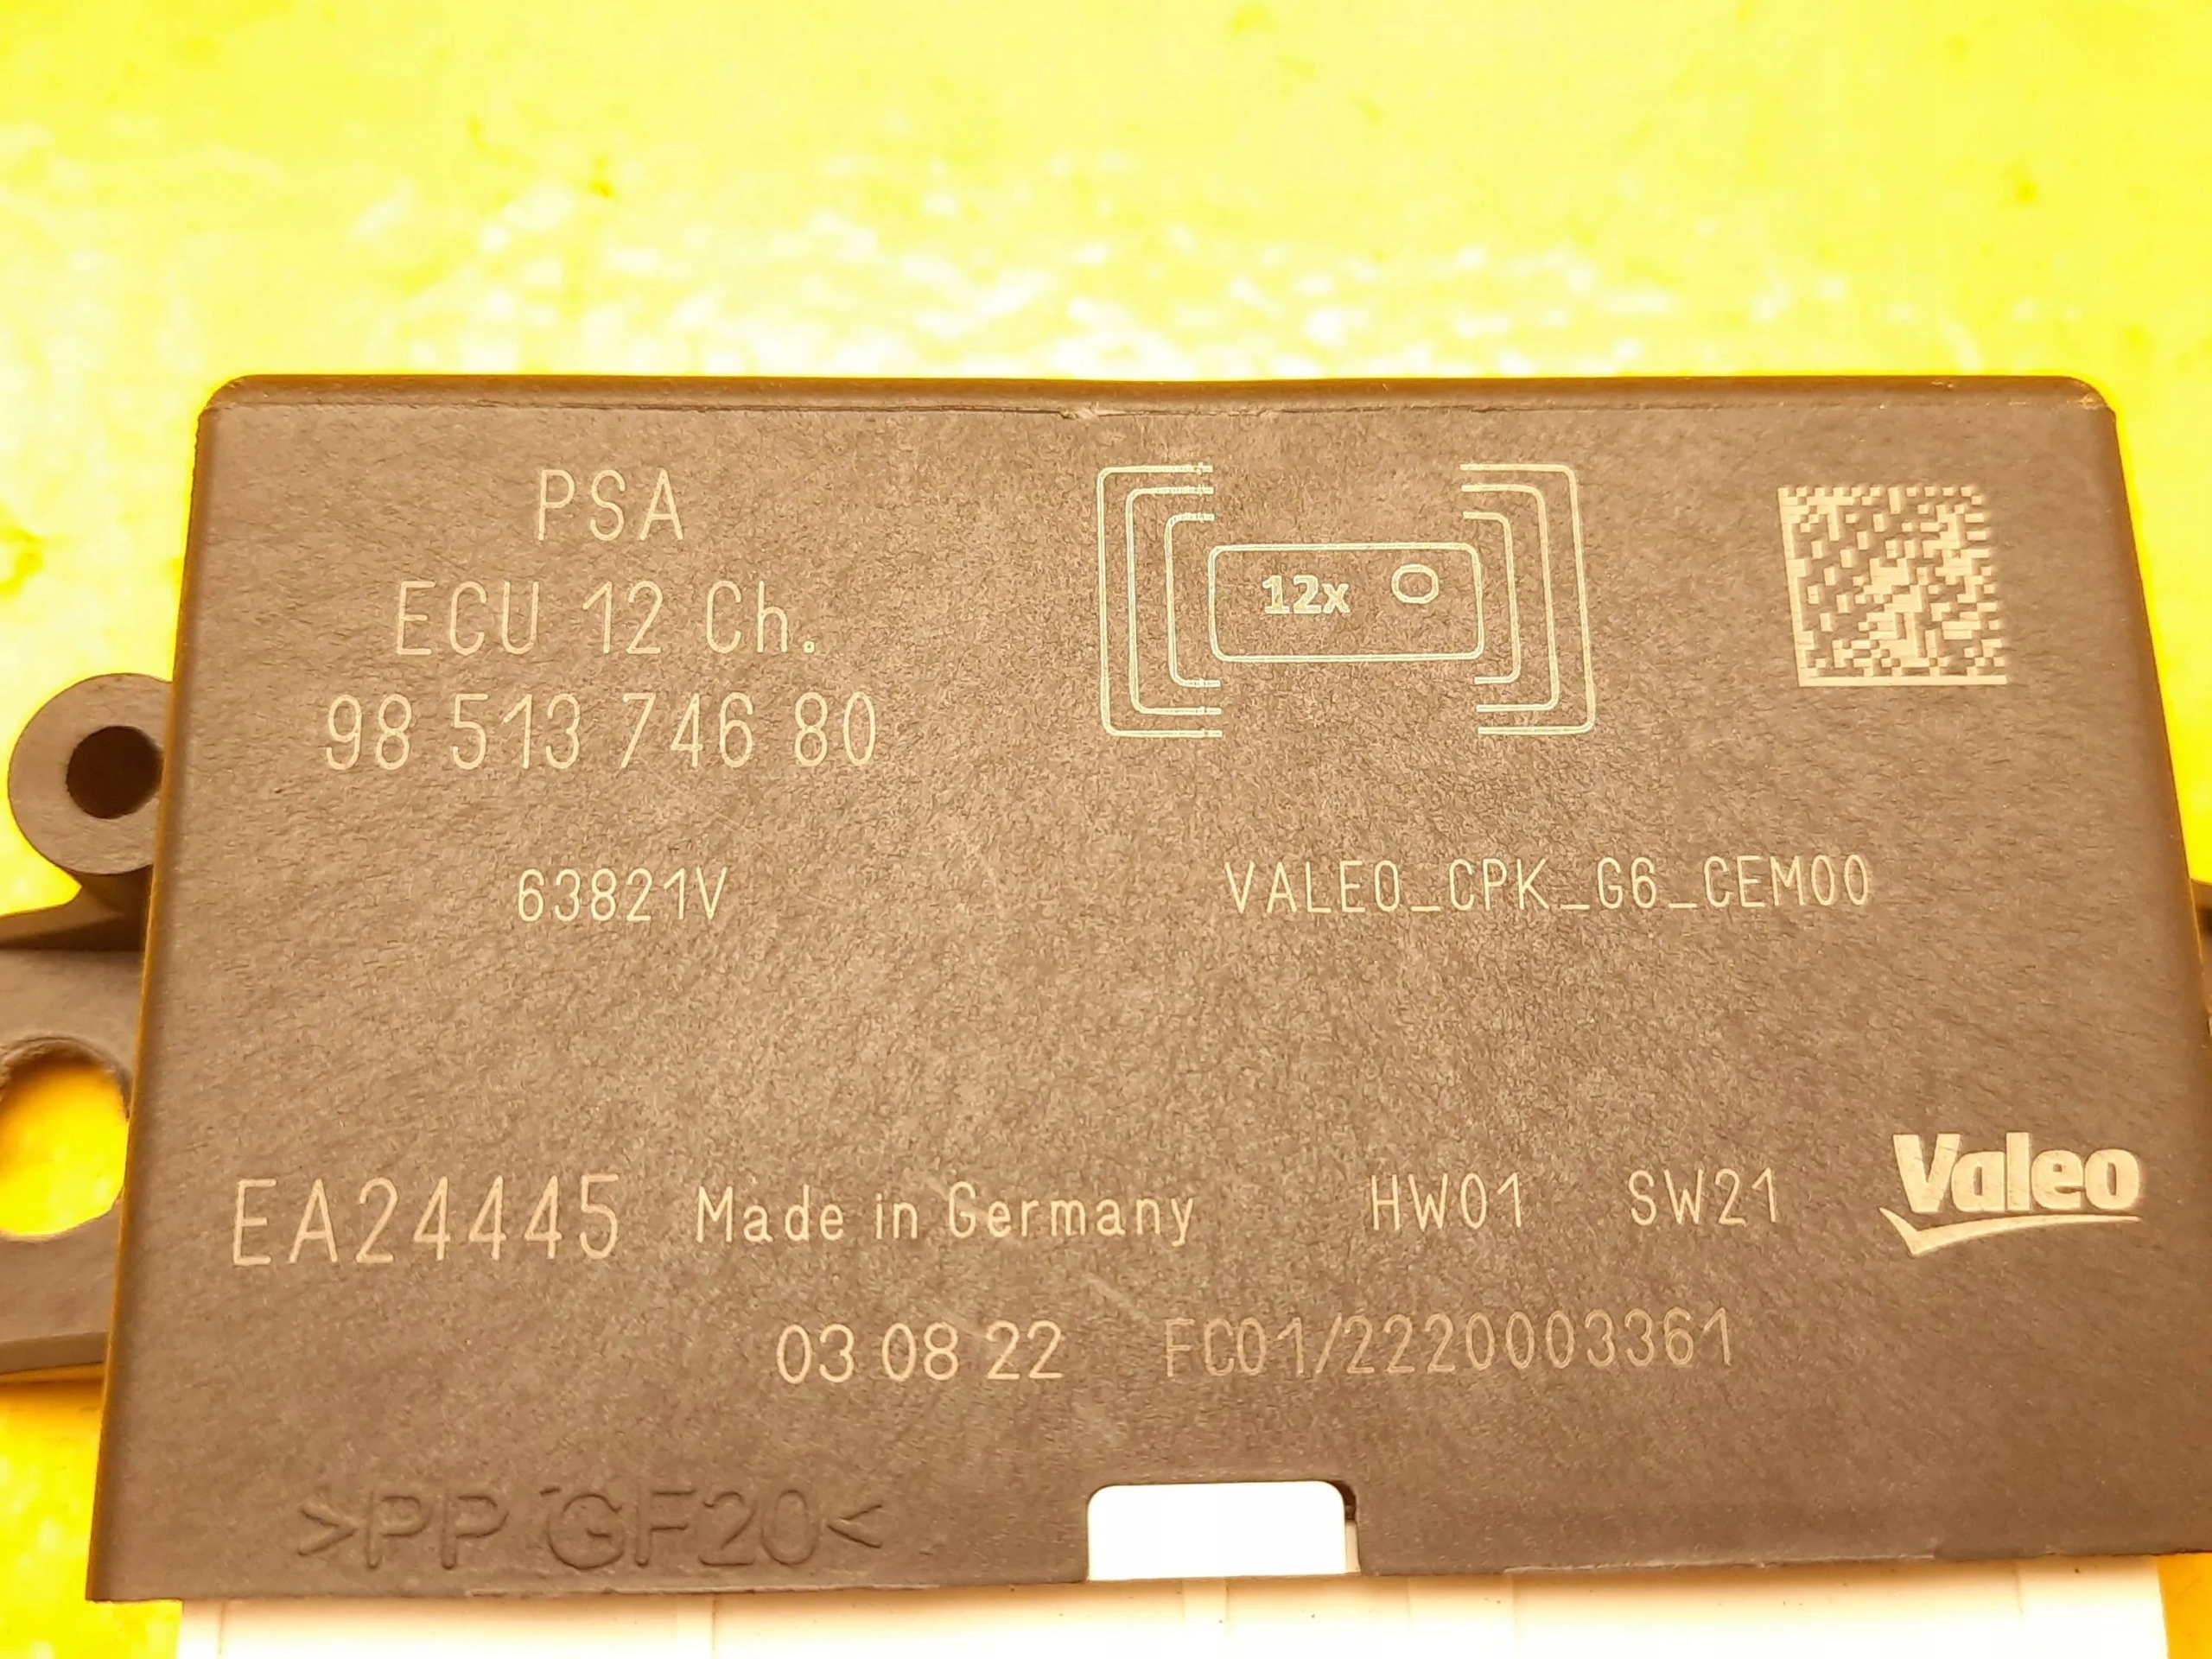 PSA
ECU 12 Ch.
98 513 746 80
12x
63821V
VALEO_CPK_G6_CEM00
EA24445 Made in Germany HW01 SW21 Valeo
03 08 22 FC01/2220003361
>PP GF20<